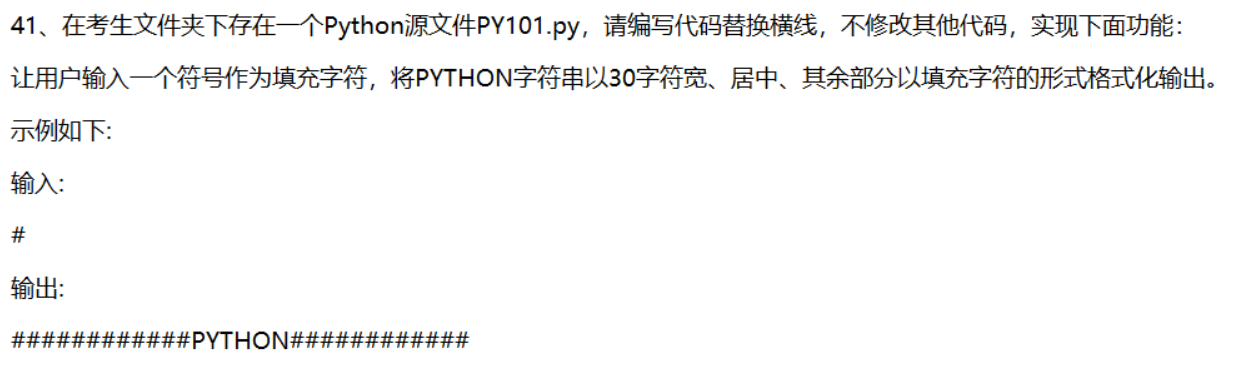 41、在考生文件夹下存在一个Python源文件PY101.py，请编写代码替换横线，不修改其他代码，实现下面功能：
让用户输入一个符号作为填充字符，将PYTHON字符串以30字符宽、居中、其余部分以填充字符的形式格式化输出。
示例如下:
输入:
#
输出:
############PYTHON############